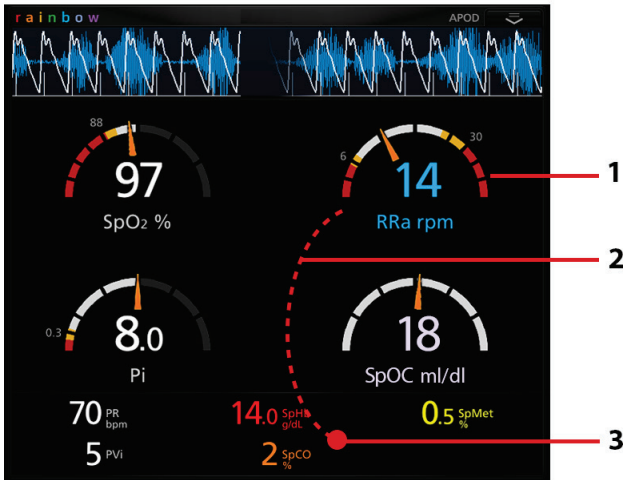 rainbow APOD
88
97
SpO2 %
6
30
14
RRa rpm
1
2
0.3
8.0
Pi
18
SpOC ml/dl
70 PR bpm
14.0 SpHb g/dL
0.5 SpMet %
5 PVi
2 SpCO %
3